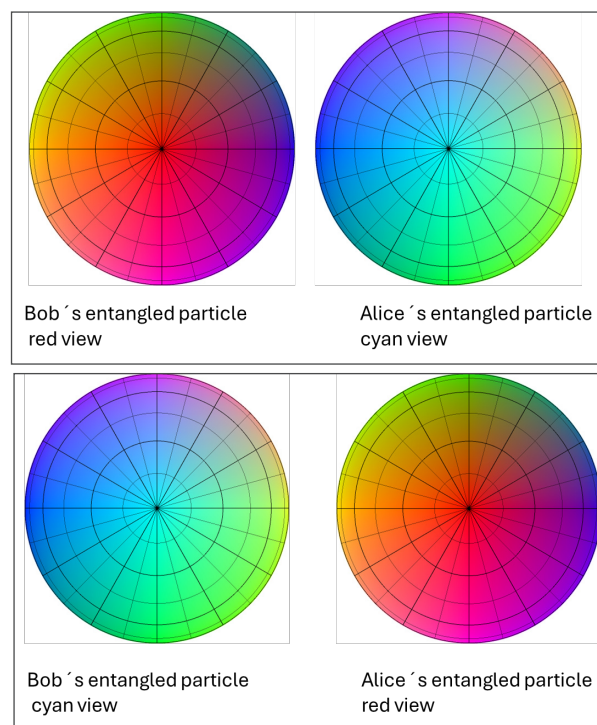 Bob ´s entangled particle
red view
Alice ´s entangled particle
cyan view
Bob ´s entangled particle
cyan view
Alice ´s entangled particle
red view